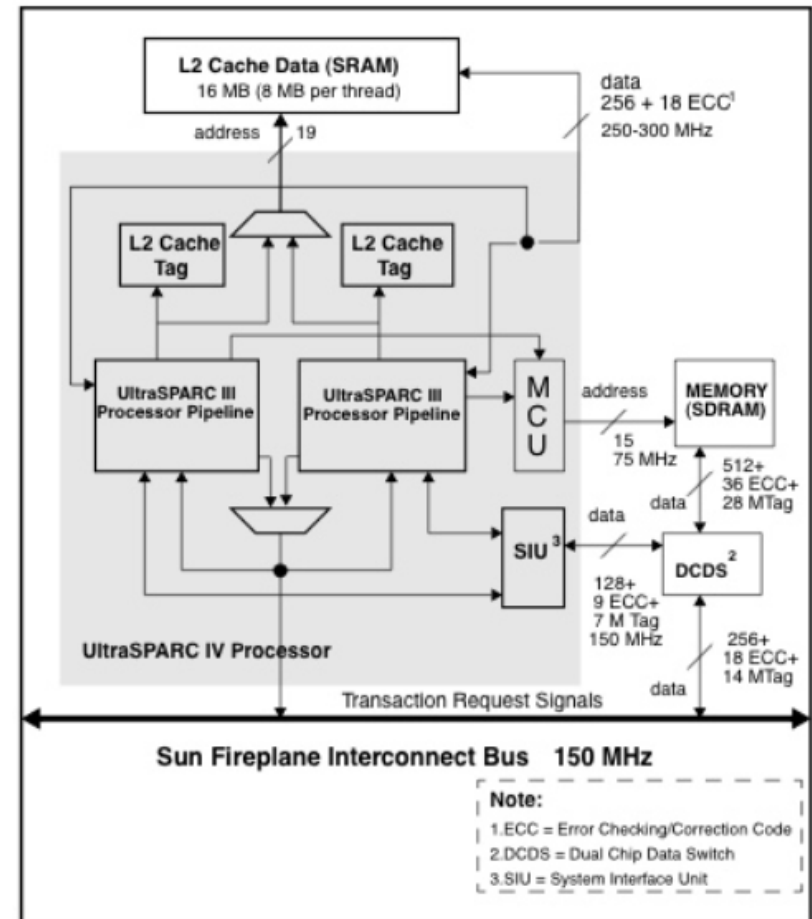 L2 Cache Data (SRAM)
16 MB (8 MB per thread)
data
256 + 18 ECC¹
250-300 MHz
address 19
L2 Cache
Tag
L2 Cache
Tag
UltraSPARC III
Processor Pipeline
UltraSPARC III
Processor Pipeline
M
C
U
address
15
75 MHz
MEMORY
(SDRAM)
512+
36 ECC+
28 MTag
data
SIU ³
data
128+
9 ECC+
7 M Tag
150 MHz
DCDS ²
256+
18 ECC+
14 MTag
data
UltraSPARC IV Processor
Transaction Request Signals
Sun Fireplane Interconnect Bus 150 MHz
Note:
1.ECC = Error Checking/Correction Code
2.DCDS = Dual Chip Data Switch
3.SIU = System Interface Unit